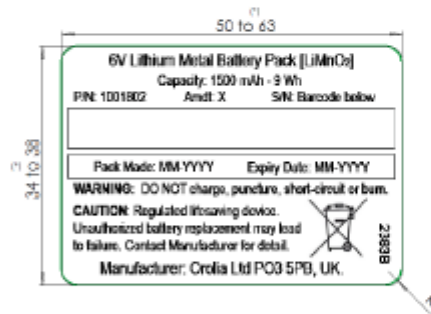 (*)
50 to 63
6V Lithium Metal Battery Pack [LiMnO₂]
Capacity: 1500 mAh - 9 Wh
P/N: 1001802 Amdt: X S/N: Barcode below
34 to 38
Pack Made: MM-YYYY Expiry Date: MM-YYYY
WARNING: DO NOT charge, puncture, short-circuit or burn.
CAUTION: Regulated lifesaving device.
Unauthorized battery replacement may lead
to failure. Contact Manufacturer for detail.
2383B
Manufacturer: Orolia Ltd PO3 5PB, UK.